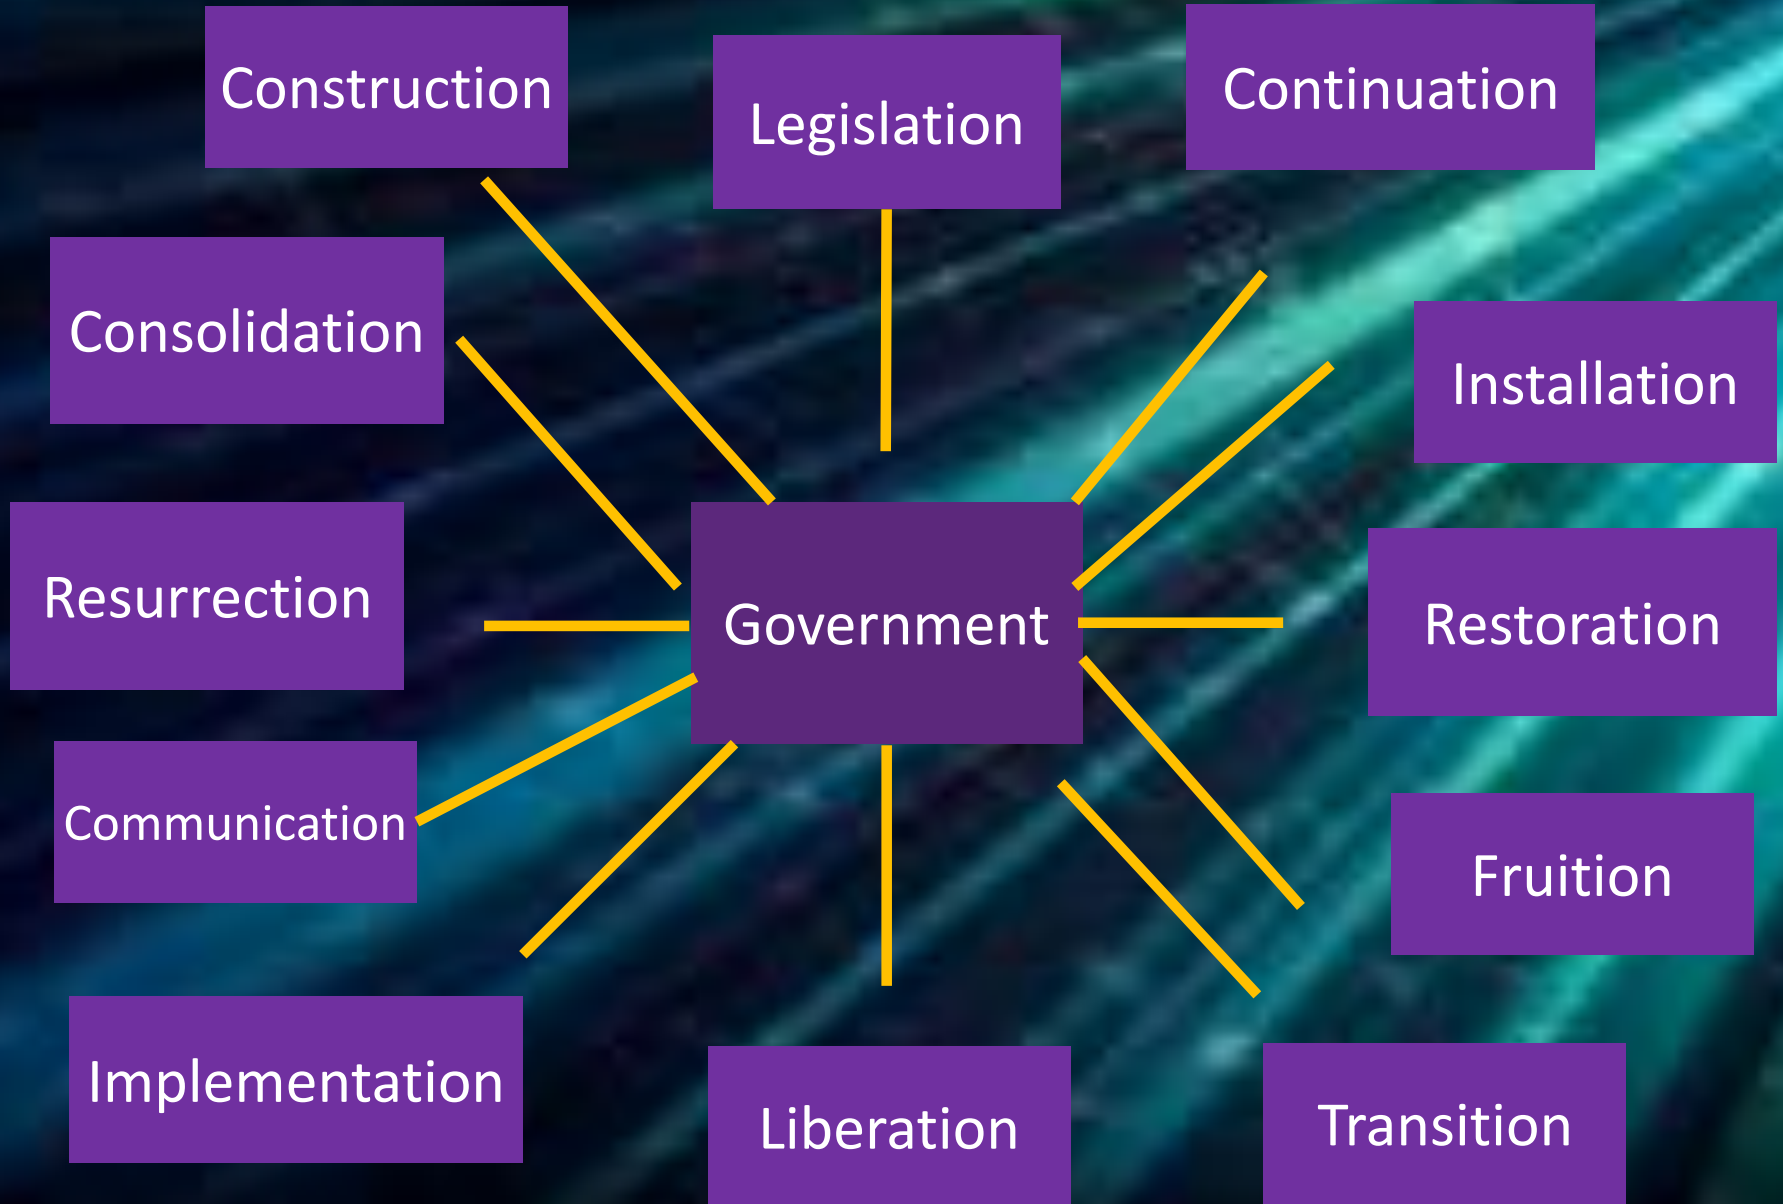 Construction
Legislation
Continuation
Consolidation
Installation
Resurrection
Government
Restoration
Communication
Fruition
Implementation
Liberation
Transition